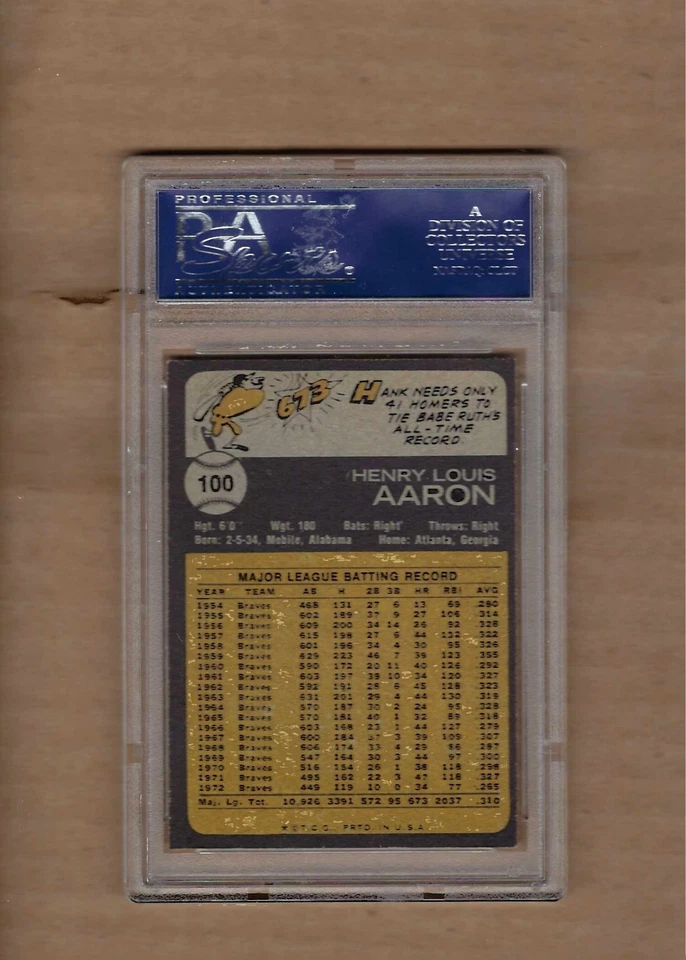 PROFESSIONAL
PSA
Sports
AUTHENTICATOR
A
DIVISION OF
COLLECTORS
UNIVERSE
NASDAQ: CLCT
673
HANK NEEDS ONLY
41 HOMERS TO
TIE BABE RUTH'S
ALL-TIME
RECORD.
100
HENRY LOUIS
AARON
Hgt. 6'0" Wgt. 180 Bats: Right Throws: Right
Born: 2-5-34, Mobile, Alabama Home: Atlanta, Georgia
MAJOR LEAGUE BATTING RECORD
YEAR TEAM AB H 2B 3B HR RBI AVG
1954 Braves 468 131 27 6 13 69 .280
1955 Braves 602 189 37 9 27 106 .314
1956 Braves 609 200 34 14 26 92 .328
1957 Braves 615 198 27 6 44 132 .322
1958 Braves 601 196 34 4 30 95 .326
1959 Braves 629 223 46 7 39 123 .355
1960 Braves 590 172 20 11 40 126 .292
1961 Braves 603 197 39 10 34 120 .327
1962 Braves 592 191 28 6 45 128 .323
1963 Braves 631 201 29 4 44 130 .319
1964 Braves 570 187 30 2 24 95 .328
1965 Braves 570 181 40 1 32 89 .318
1966 Braves 603 168 23 1 44 127 .279
1967 Braves 600 184 37 3 39 109 .307
1968 Braves 606 174 33 4 29 86 .287
1969 Braves 547 164 30 3 44 97 .300
1970 Braves 516 154 26 1 38 118 .298
1971 Braves 495 162 22 3 47 118 .327
1972 Braves 449 119 10 0 34 77 .265
Maj. Lg. Tot. 10,926 3391 572 95 673 2037 .310
★ © T.C.G., PRTD. IN U.S.A.